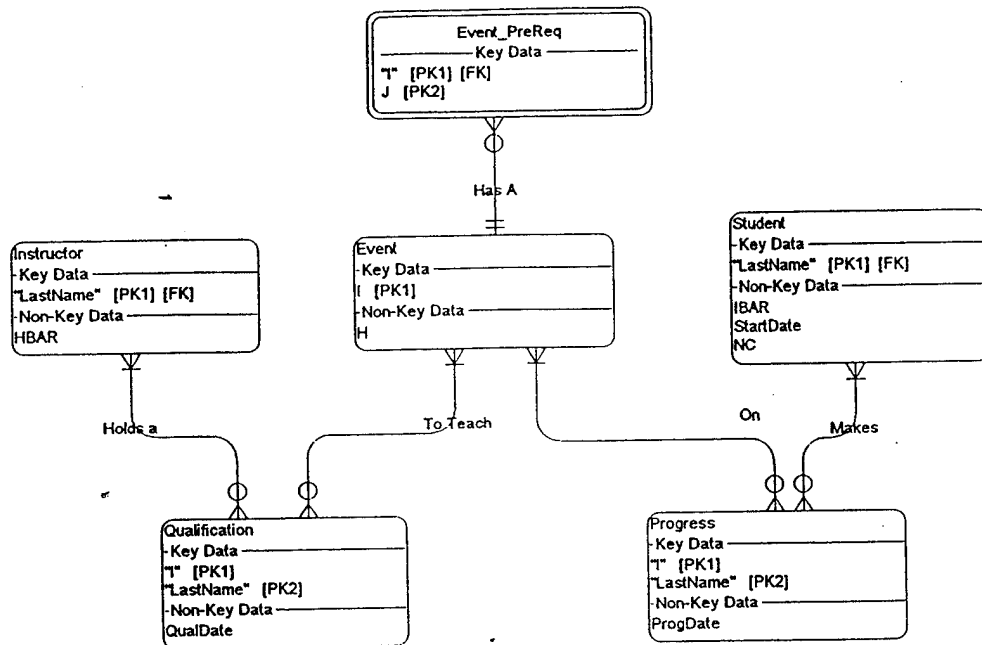 Event_PreReq
Key Data
"I" [PK1] [FK]
J [PK2]
Has A
Instructor
Key Data
"LastName" [PK1] [FK]
Non-Key Data
HBAR
Event
Key Data
I [PK1]
Non-Key Data
H
Student
Key Data
"LastName" [PK1] [FK]
Non-Key Data
IBAR
StartDate
NC
Holds a
To Teach
On
Makes
Qualification
Key Data
"I" [PK1]
"LastName" [PK2]
Non-Key Data
QualDate
Progress
Key Data
"I" [PK1]
"LastName" [PK2]
Non-Key Data
ProgDate